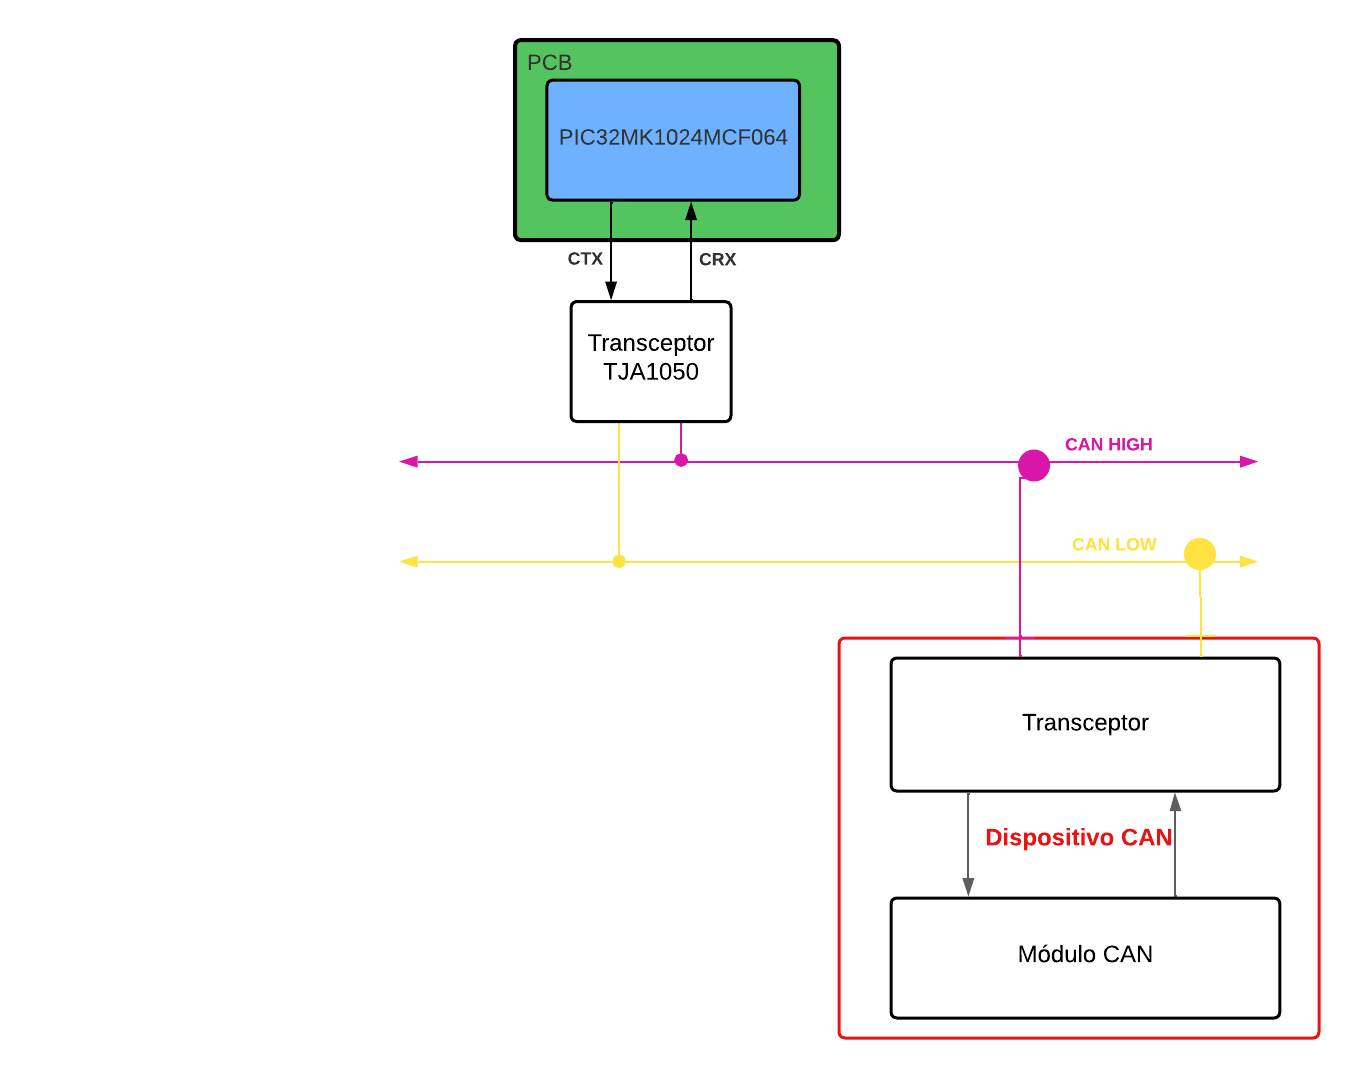 PCB
PIC32MK1024MCF064
CTX
CRX
Transceptor
TJA1050
CAN HIGH
CAN LOW
Transceptor
Dispositivo CAN
Módulo CAN